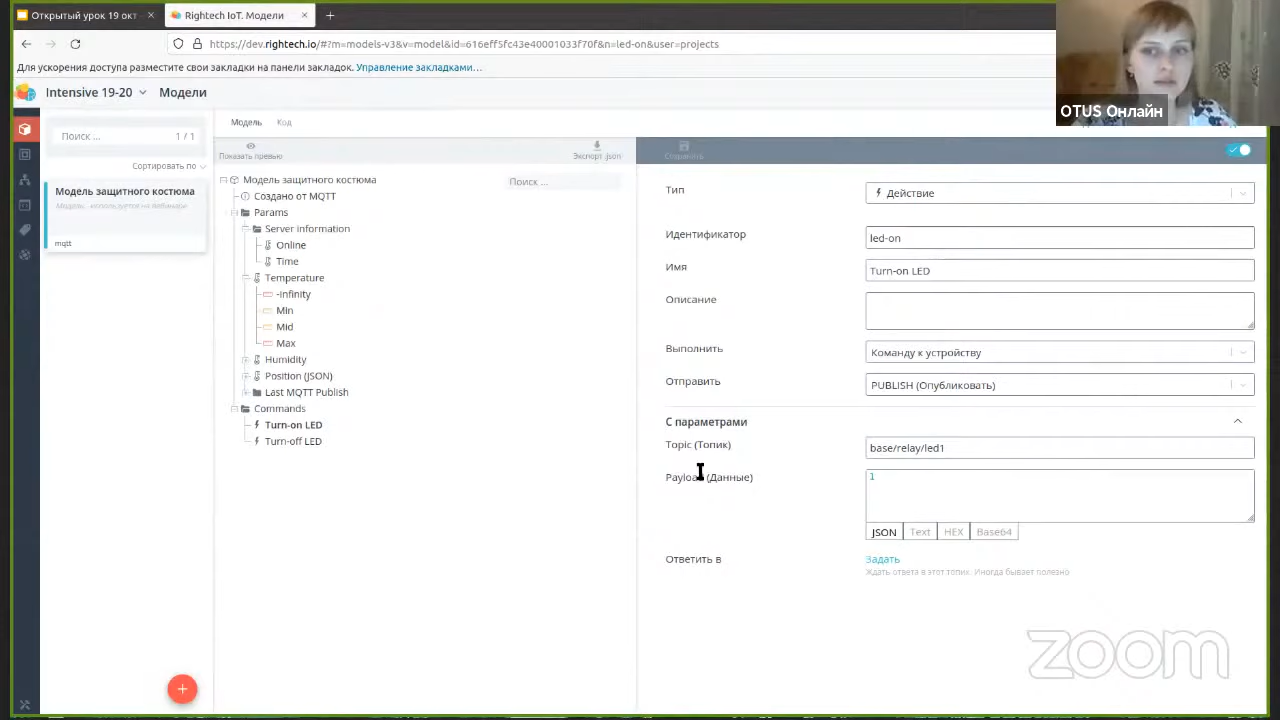 Открытый урок 19 окт
Rightech IoT. Модели
https://dev.rightech.io/#?m=models-v3&v=model&id=616eff5fc43e40001033f70f&n=led-on&user=projects
Для ускорения доступа разместите свои закладки на панели закладок. Управление закладками…
OTUS Онлайн
Intensive 19-20
Модели
Поиск ...
1 / 1
Сортировать по
Модель защитного костюма
Модель - используется на вебинаре
mqtt
Модель
Код
Показать превью
Экспорт .json
Поиск ...
Модель защитного костюма
Создано от MQTT
Params
Server information
Online
Time
Temperature
-Infinity
Min
Mid
Max
Humidity
Position (JSON)
Last MQTT Publish
Commands
Turn-on LED
Turn-off LED
Сохранить
Тип
Действие
Идентификатор
led-on
Имя
Turn-on LED
Описание
Выполнить
Команду к устройству
Отправить
PUBLISH (Опубликовать)
С параметрами
Topic (Топик)
base/relay/led1
Payload (Данные)
1
JSON
Text
HEX
Base64
Ответить в
Задать
Ждать ответа в этот топик. Иногда бывает полезно
zoom